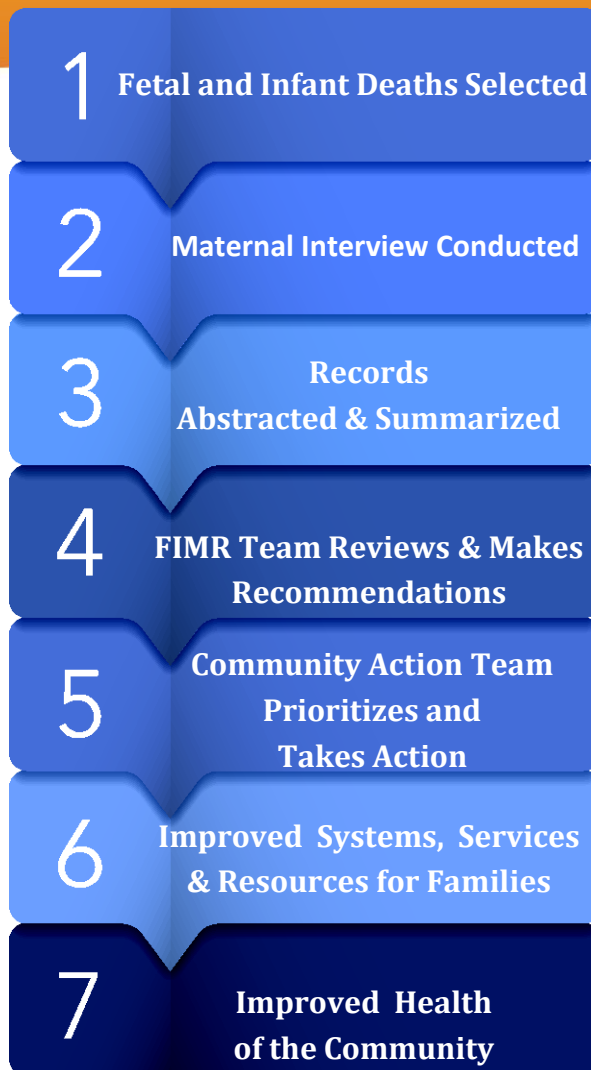 1
Fetal and Infant Deaths Selected
2
Maternal Interview Conducted
3
Records
Abstracted & Summarized
4
FIMR Team Reviews & Makes
Recommendations
5
Community Action Team
Prioritizes and
Takes Action
6
Improved Systems, Services
& Resources for Families
7
Improved Health
of the Community